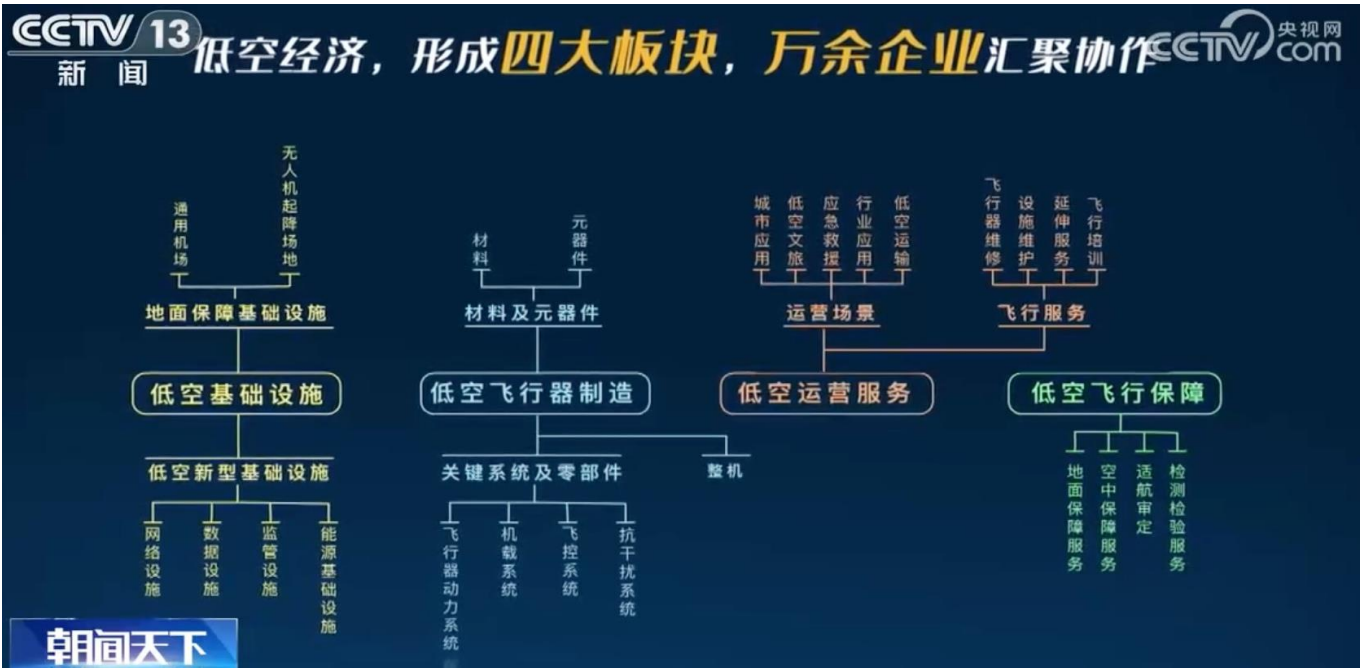 CCTV 13
新闻
低空经济，形成四大板块，万余企业汇聚协作
CCTV.com 央视网
通用机场
无人机起降场地
地面保障基础设施
低空基础设施
低空新型基础设施
网络设施
数据设施
监管设施
能源基础设施
材料
元器件
材料及元器件
低空飞行器制造
关键系统及零部件
整机
飞行器动力系统
机载系统
飞控系统
抗干扰系统
城市应用
低空文旅
应急救援
行业应用
低空运输
运营场景
飞行器维修
设施维护
延伸服务
飞行培训
飞行服务
低空运营服务
低空飞行保障
地面保障服务
空中保障服务
适航审定
检测检验服务
朝闻天下